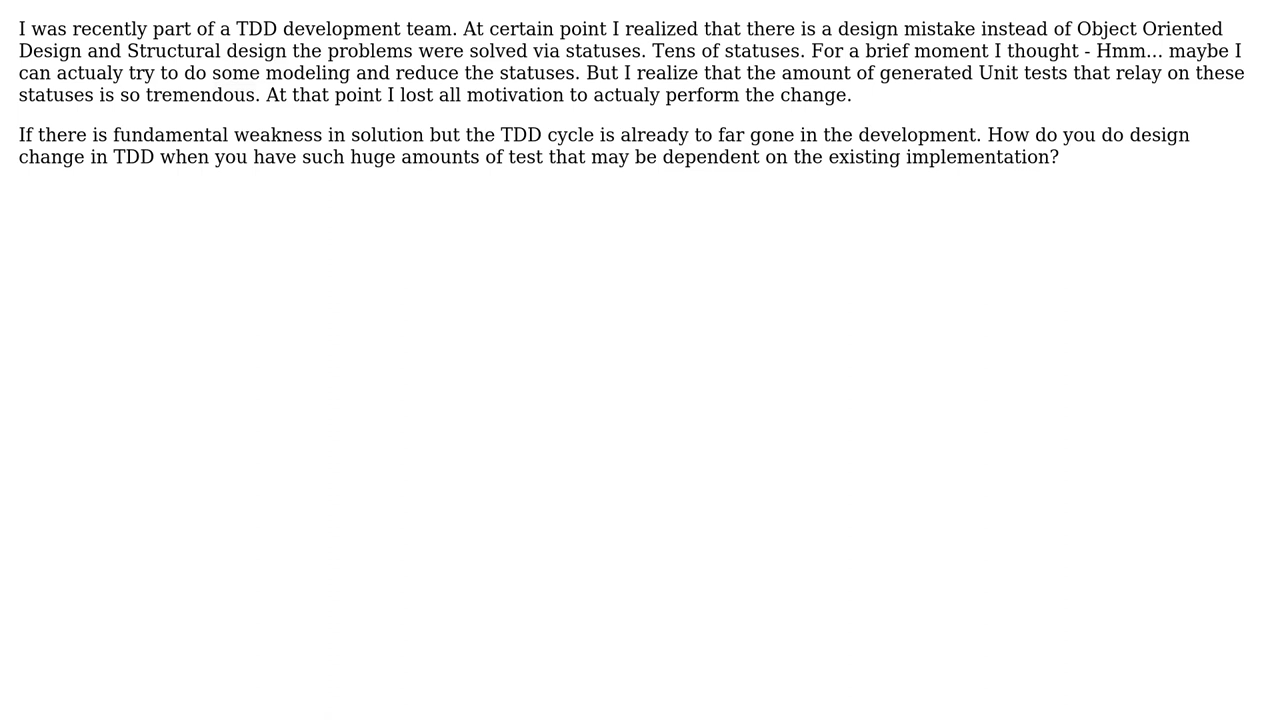 I was recently part of a TDD development team. At certain point I realized that there is a design mistake instead of Object Oriented
Design and Structural design the problems were solved via statuses. Tens of statuses. For a brief moment I thought - Hmm... maybe I
can actualy try to do some modeling and reduce the statuses. But I realize that the amount of generated Unit tests that relay on these
statuses is so tremendous. At that point I lost all motivation to actualy perform the change.
If there is fundamental weakness in solution but the TDD cycle is already to far gone in the development. How do you do design
change in TDD when you have such huge amounts of test that may be dependent on the existing implementation?